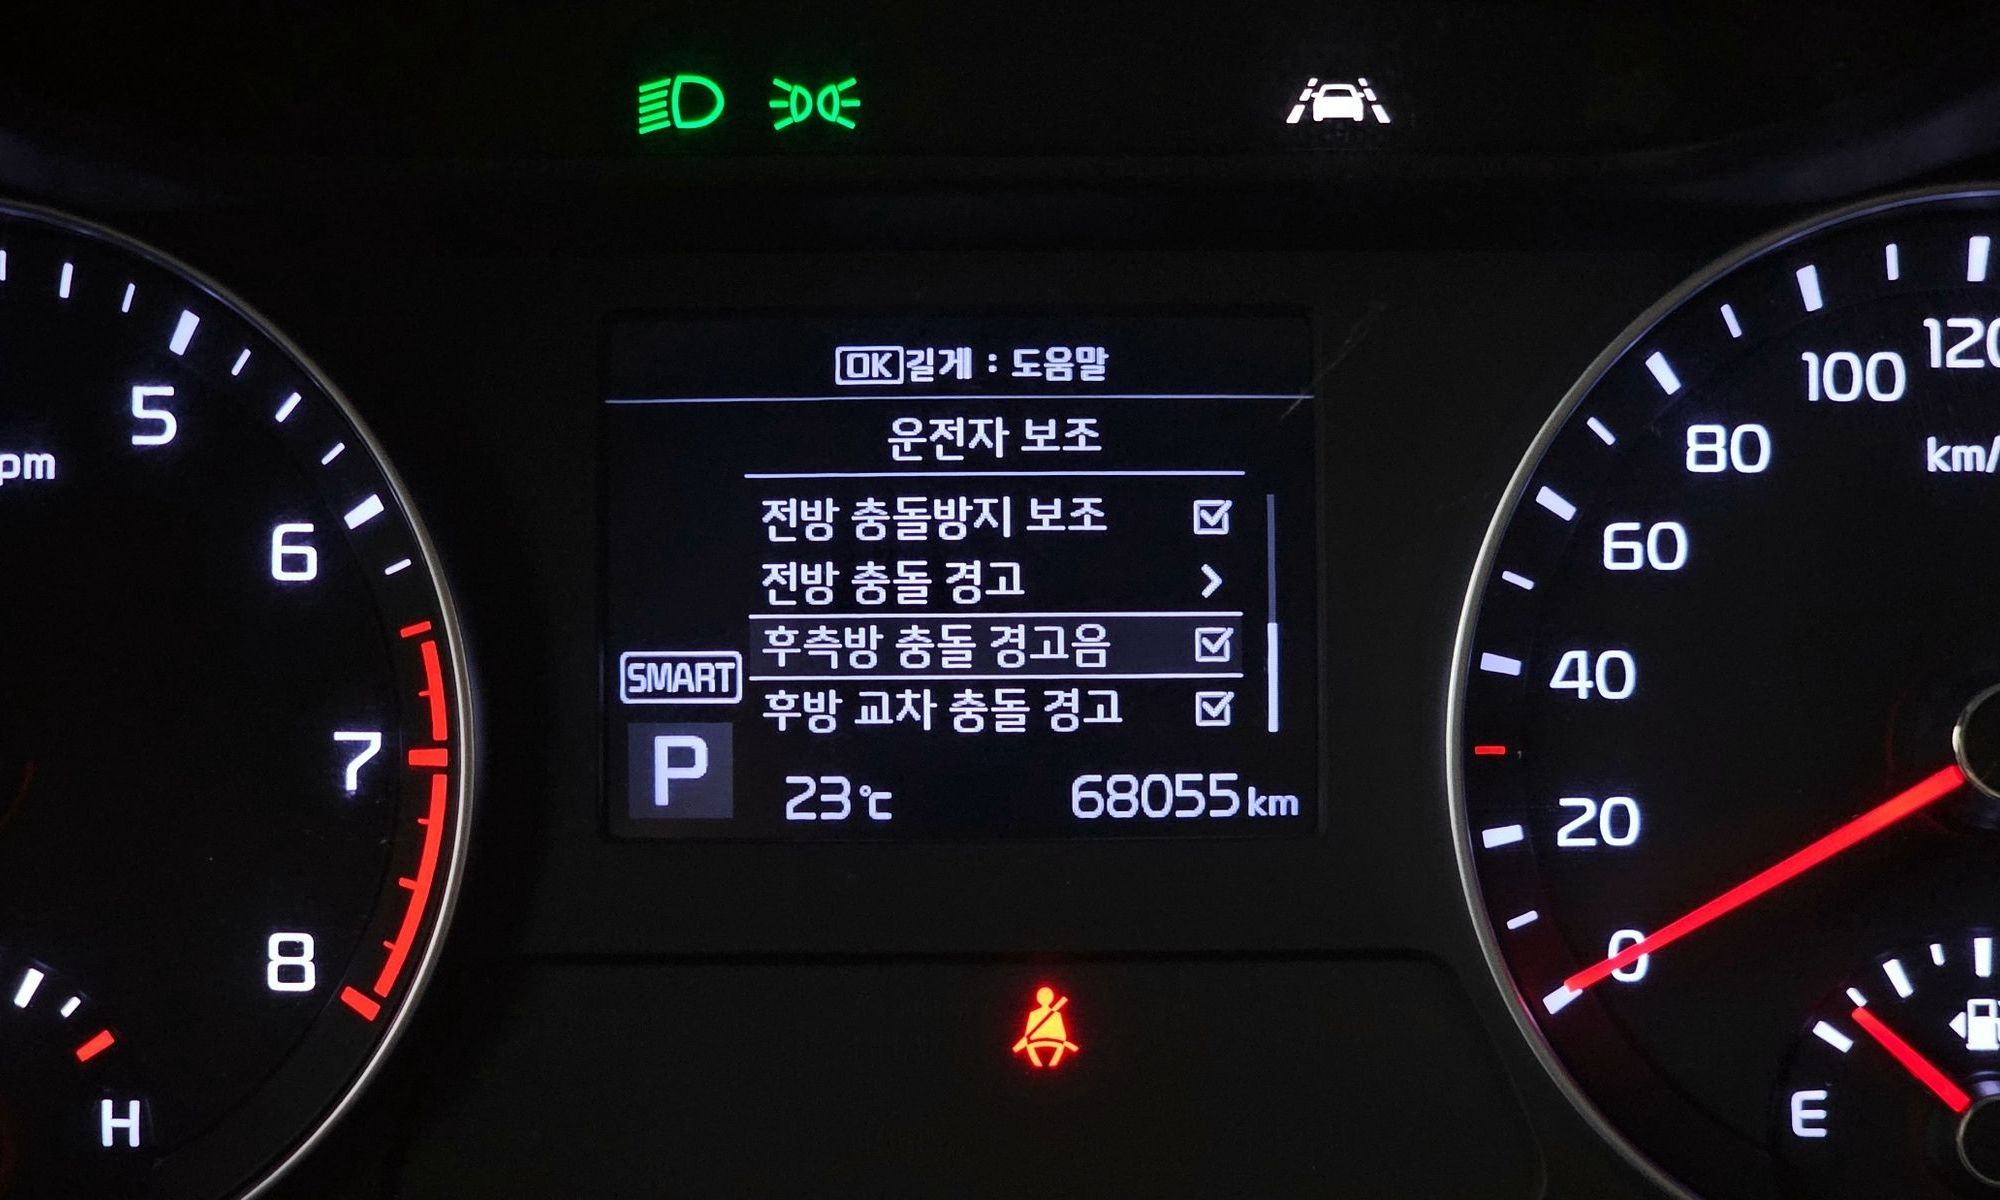 OK길게 : 도움말
운전자 보조
전방 충돌방지 보조
전방 충돌 경고
후측방 충돌 경고음
후방 교차 충돌 경고
SMART
P
23℃
68055 km
5
6
7
8
pm
H
120
100
80
60
40
20
0
km/
E